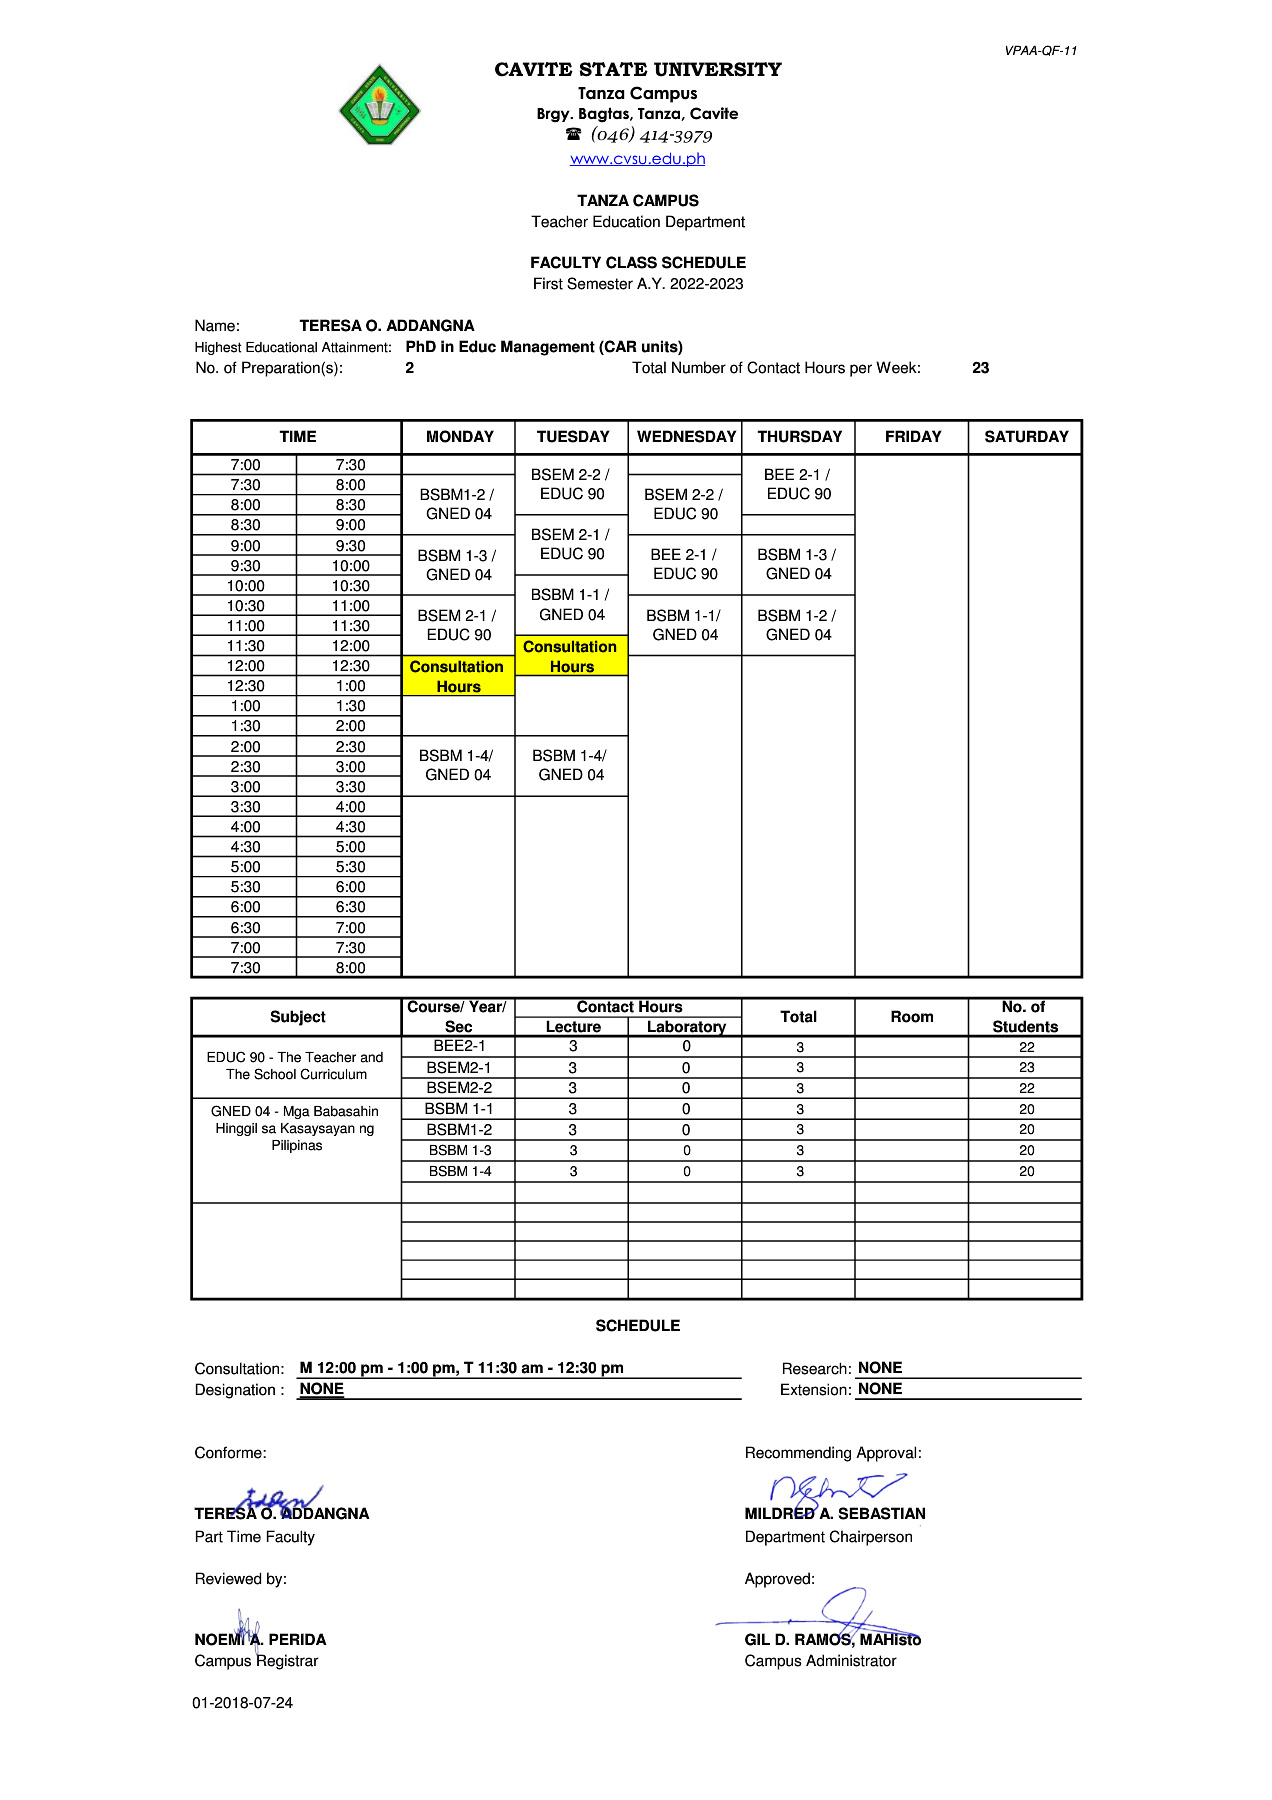 VPAA-QF-11
CAVITE STATE UNIVERSITY
Tanza Campus
Brgy. Bagtas, Tanza, Cavite
☎ (046) 414-3979
www.cvsu.edu.ph
TANZA CAMPUS
Teacher Education Department
FACULTY CLASS SCHEDULE
First Semester A.Y. 2022-2023
Name: TERESA O. ADDANGNA
Highest Educational Attainment: PhD in Educ Management (CAR units)
No. of Preparation(s): 2 Total Number of Contact Hours per Week: 23
TIME MONDAY TUESDAY WEDNESDAY THURSDAY FRIDAY SATURDAY
7:00 7:30
7:30 8:00
8:00 8:30
8:30 9:00
9:00 9:30
9:30 10:00
10:00 10:30
10:30 11:00
11:00 11:30
11:30 12:00
12:00 12:30
12:30 1:00
1:00 1:30
1:30 2:00
2:00 2:30
2:30 3:00
3:00 3:30
3:30 4:00
4:00 4:30
4:30 5:00
5:00 5:30
5:30 6:00
6:00 6:30
6:30 7:00
7:00 7:30
7:30 8:00
BSBM1-2 /
GNED 04
BSBM 1-3 /
GNED 04
BSEM 2-1 /
EDUC 90
Consultation
Hours
BSBM 1-4/
GNED 04
BSEM 2-2 /
EDUC 90
BSEM 2-1 /
EDUC 90
BSBM 1-1 /
GNED 04
Consultation
Hours
BSBM 1-4/
GNED 04
BSEM 2-2 /
EDUC 90
BEE 2-1 /
EDUC 90
BSBM 1-1/
GNED 04
BEE 2-1 /
EDUC 90
BSBM 1-3 /
GNED 04
BSBM 1-2 /
GNED 04
Subject Course/ Year/ Sec Contact Hours Total Room No. of Students
Lecture Laboratory
EDUC 90 - The Teacher and
The School Curriculum
BEE2-1 3 0 3 22
BSEM2-1 3 0 3 23
BSEM2-2 3 0 3 22
GNED 04 - Mga Babasahin
Hinggil sa Kasaysayan ng
Pilipinas
BSBM 1-1 3 0 3 20
BSBM1-2 3 0 3 20
BSBM 1-3 3 0 3 20
BSBM 1-4 3 0 3 20
SCHEDULE
Consultation: M 12:00 pm - 1:00 pm, T 11:30 am - 12:30 pm Research: NONE
Designation : NONE Extension: NONE
Conforme: Recommending Approval:
TERESA O. ADDANGNA MILDRED A. SEBASTIAN
Part Time Faculty Department Chairperson
Reviewed by: Approved:
NOEMI A. PERIDA GIL D. RAMOS, MAHisto
Campus Registrar Campus Administrator
01-2018-07-24